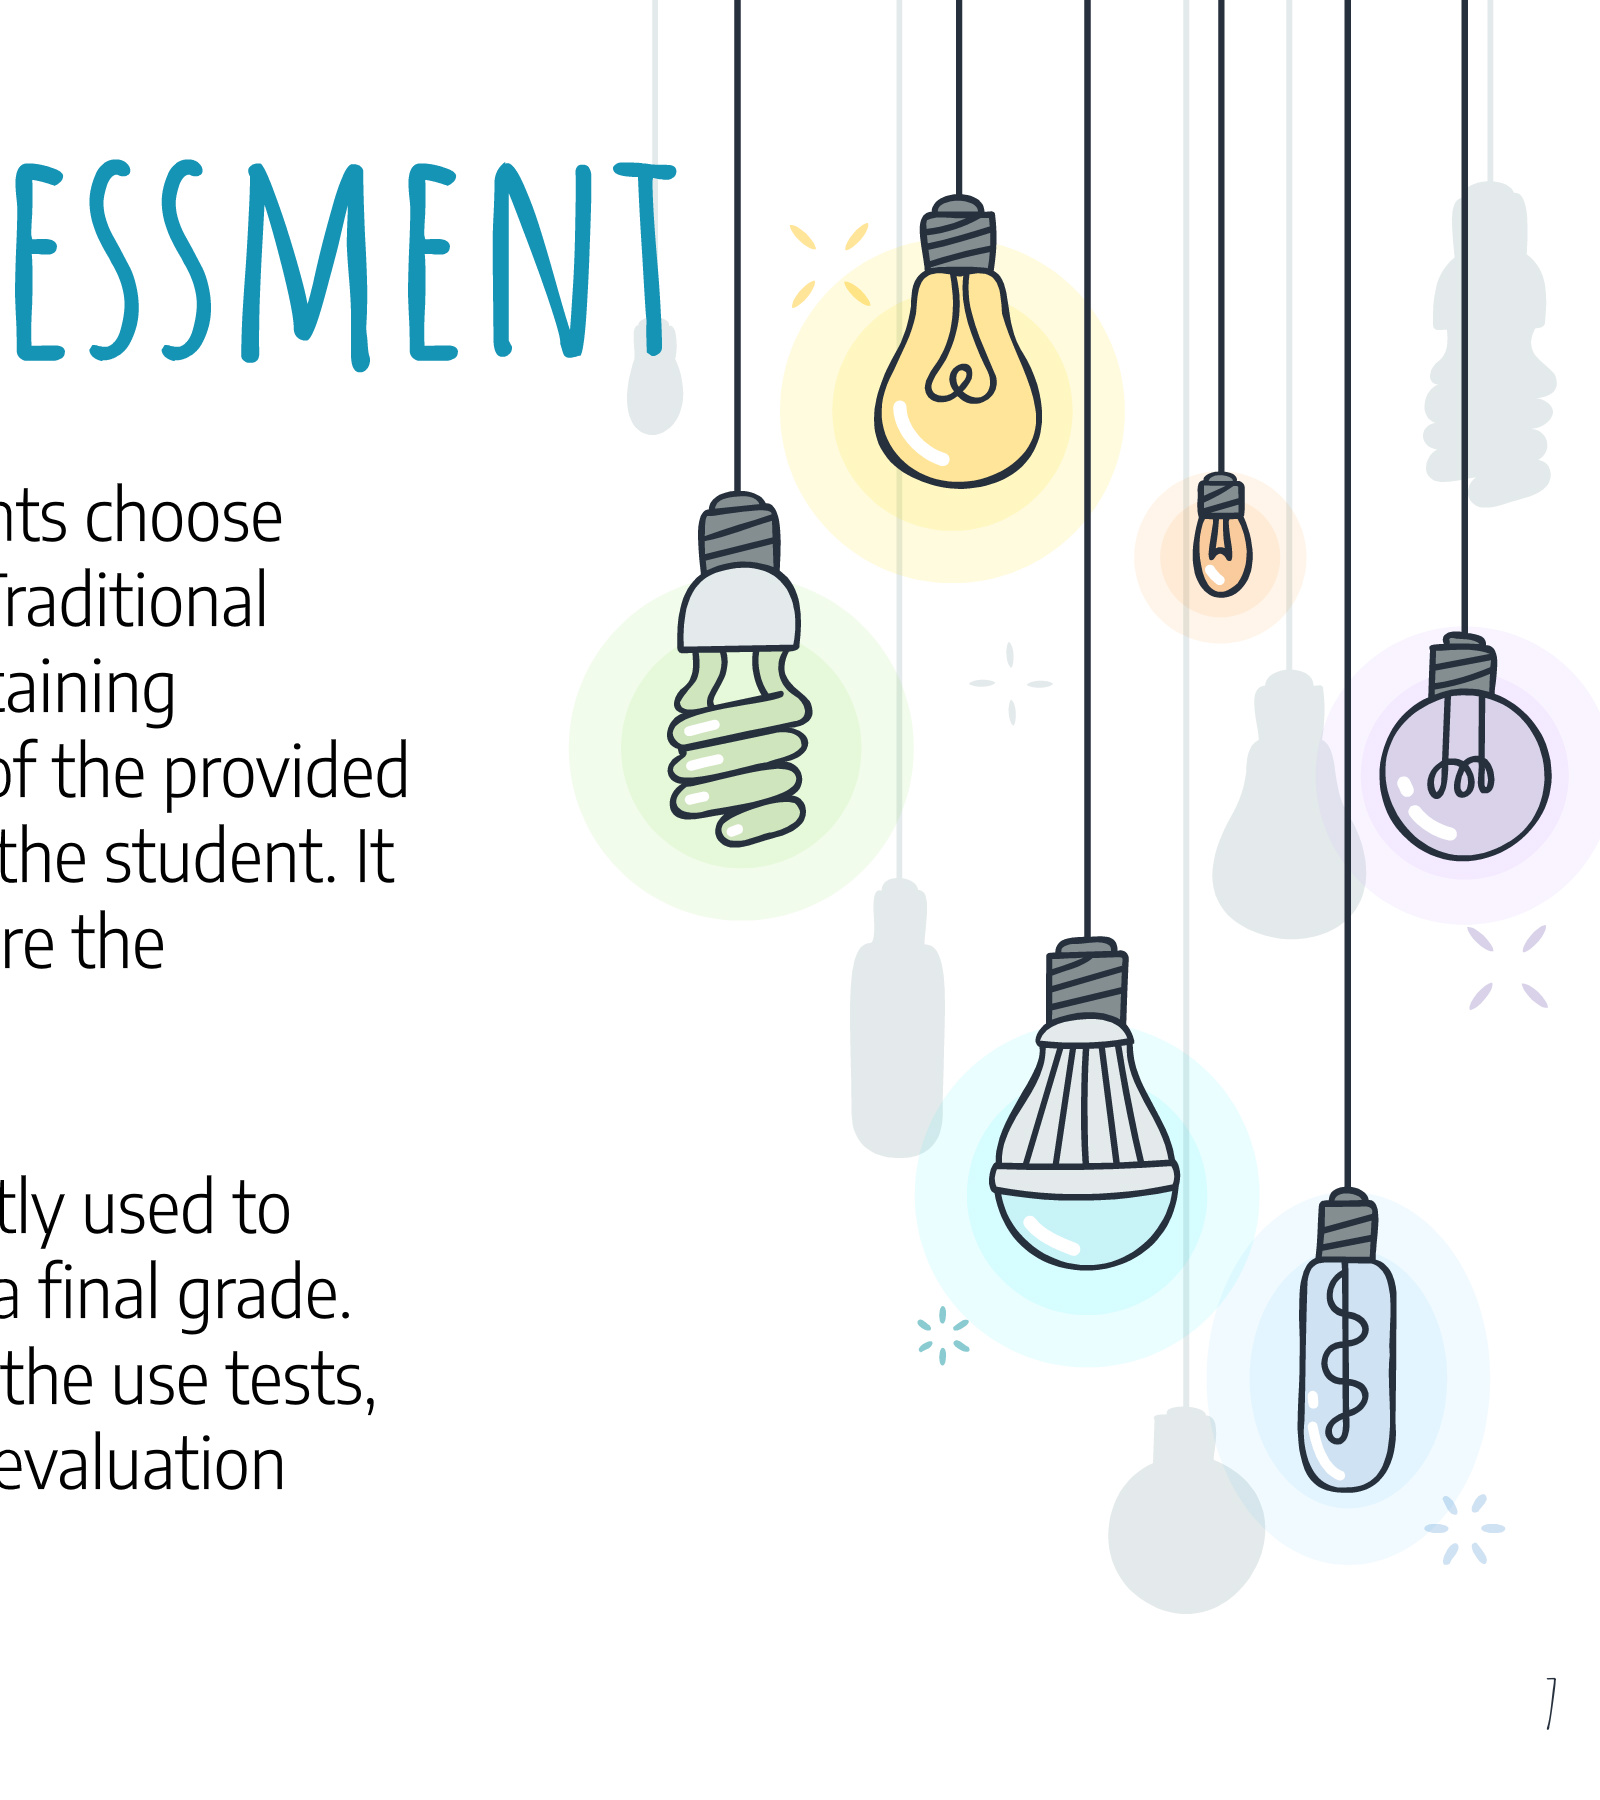 ESSMENT
nts choose
Traditional
taining
of the provided
the student. It
re the
tly used to
a final grade.
the use tests,
evaluation
7